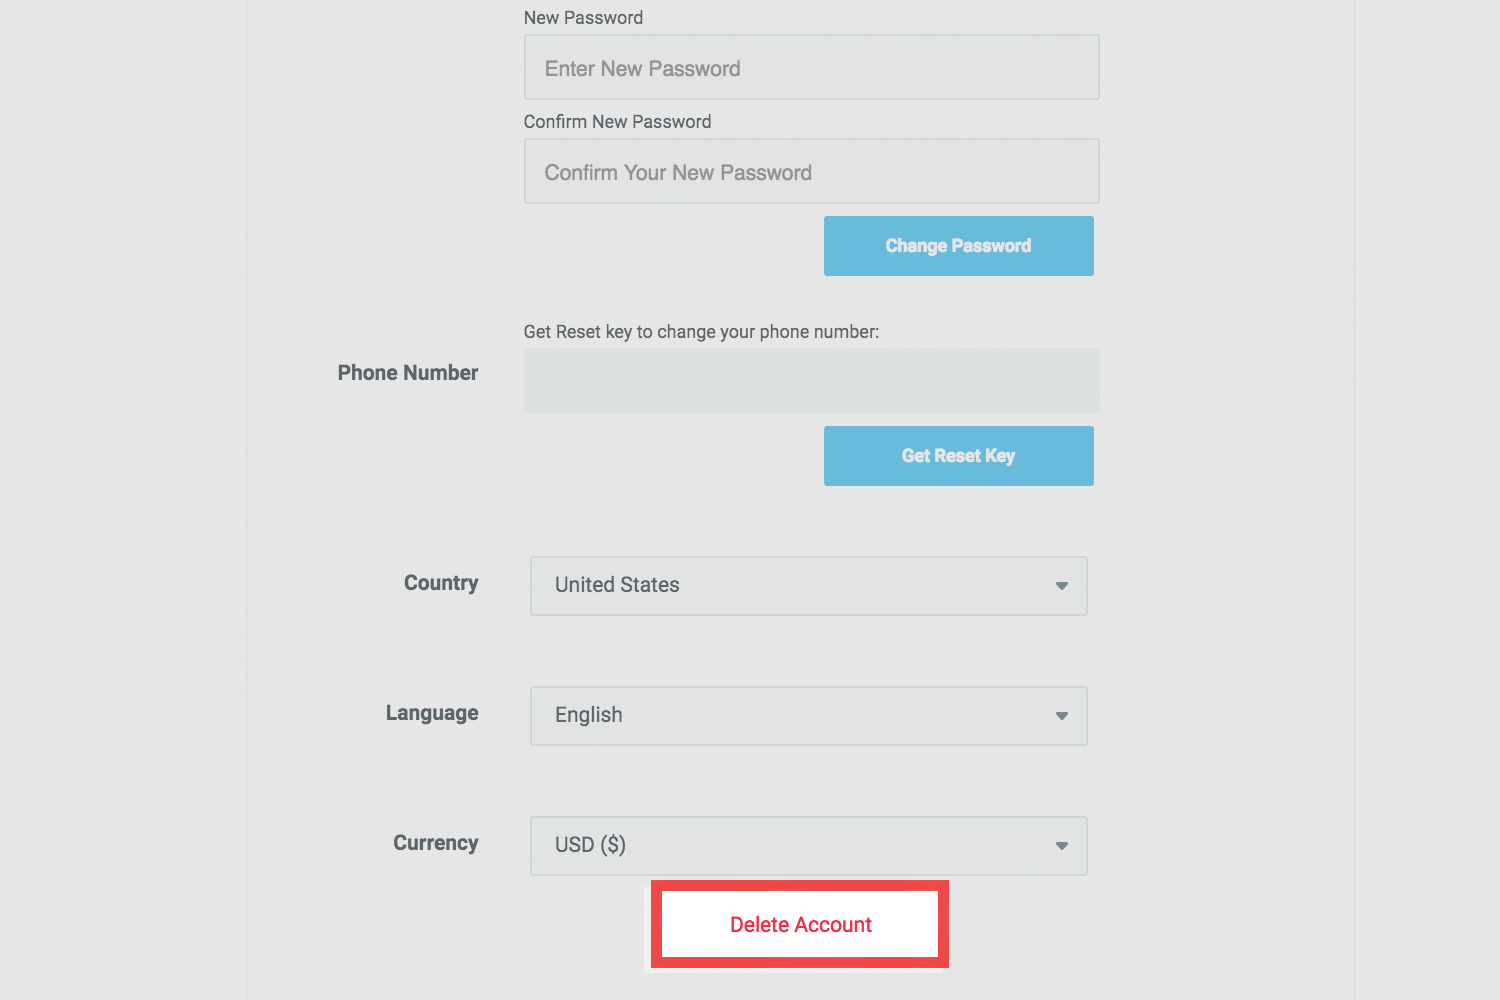 New Password
Enter New Password
Confirm New Password
Confirm Your New Password
Change Password
Get Reset key to change your phone number:
Phone Number
Get Reset Key
Country
United States
Language
English
Currency
USD ($)
Delete Account